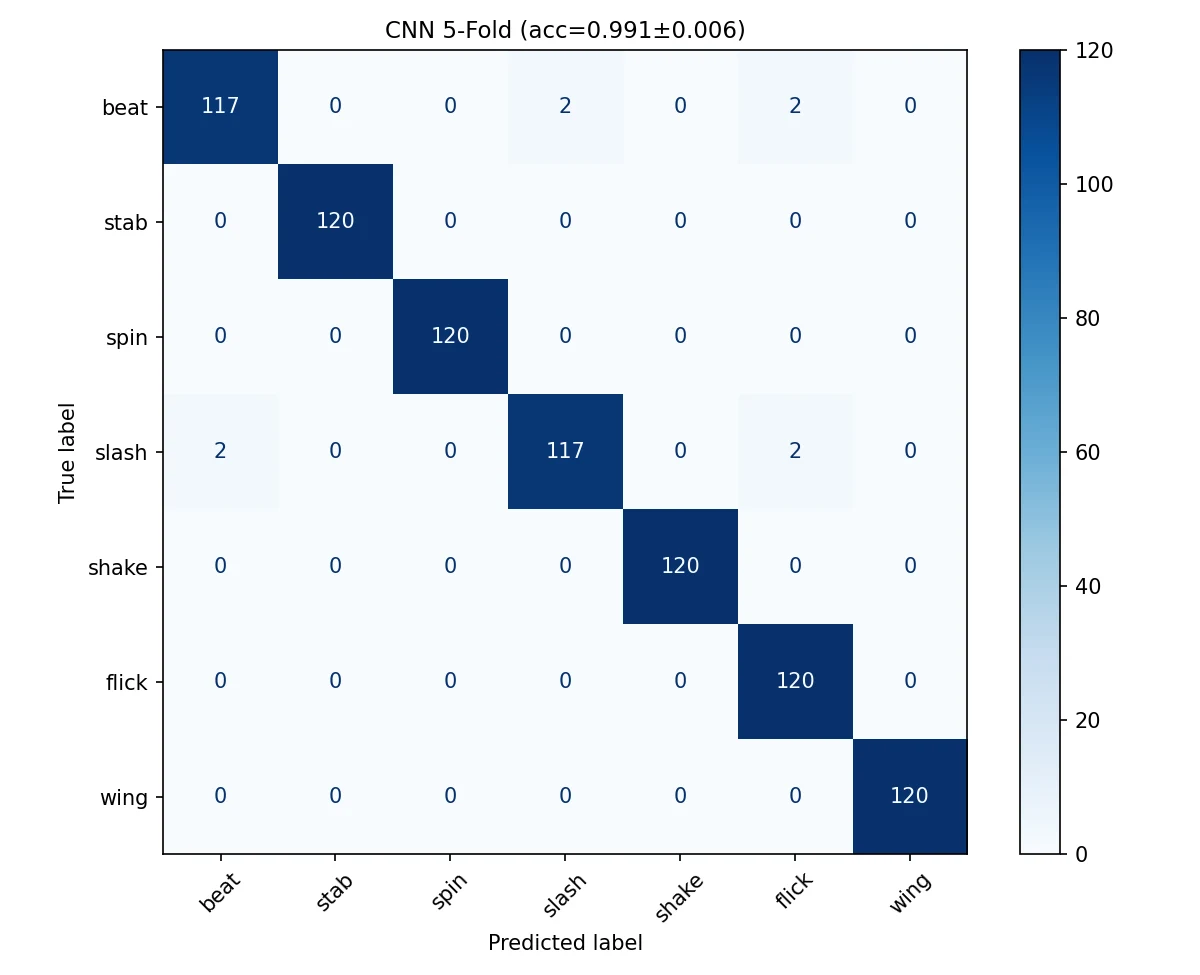 CNN 5-Fold (acc=0.991±0.006)
beat 117 0 0 2 0 2 0
stab 0 120 0 0 0 0 0
spin 0 0 120 0 0 0 0
slash 2 0 0 117 0 2 0
shake 0 0 0 0 120 0 0
flick 0 0 0 0 0 120 0
wing 0 0 0 0 0 0 120
True label
beat stab spin slash shake flick wing
Predicted label
120
100
80
60
40
20
0